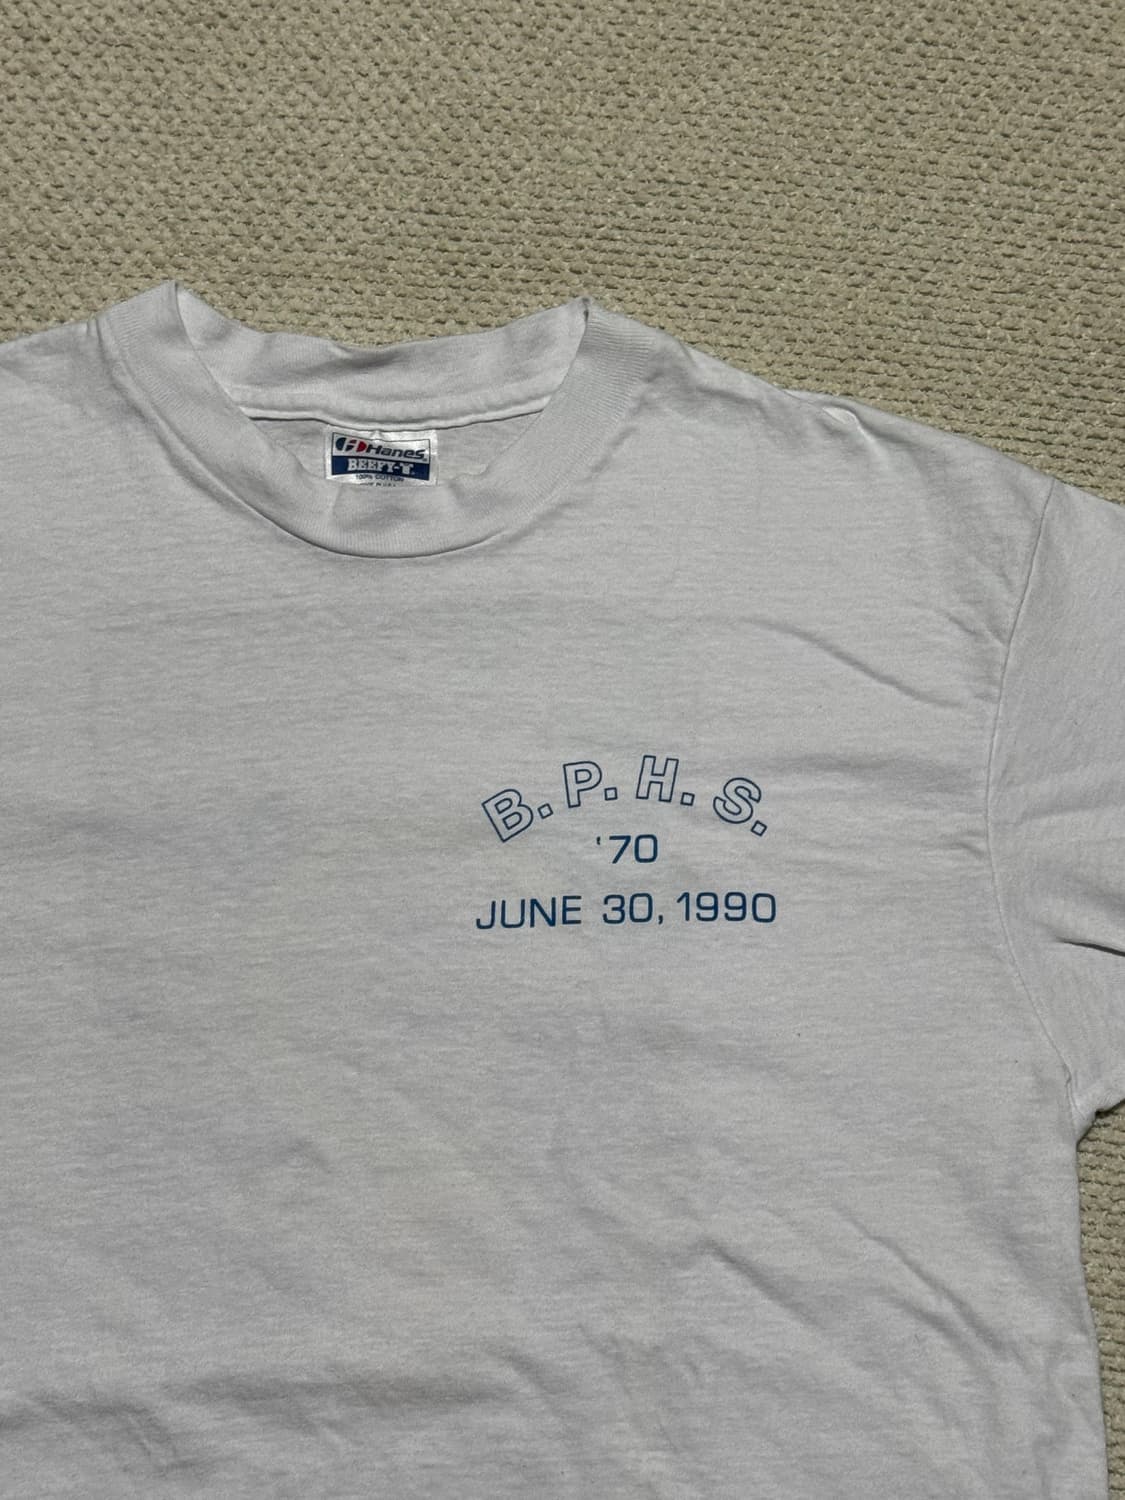 Hanes
BEEFY-T
100% COTTON
B.P.H.S.
'70
JUNE 30, 1990